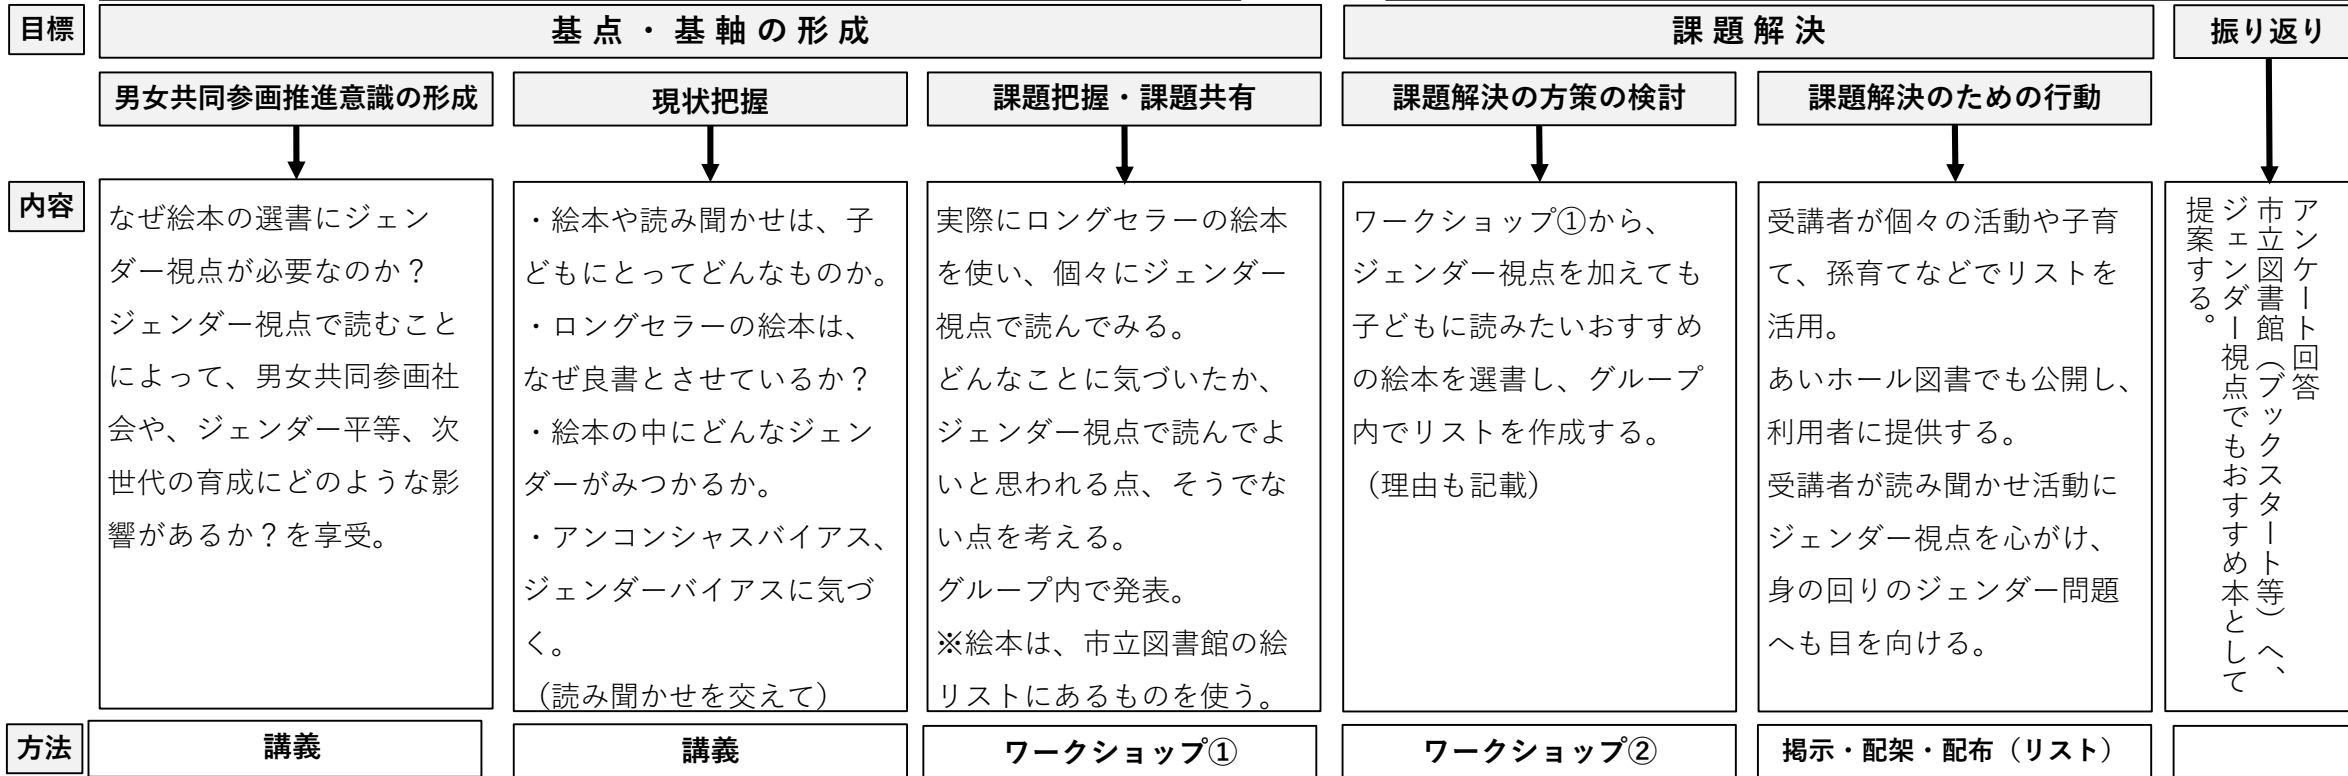 目標
基点・基軸の形成
課題解決
振り返り
男女共同参画推進意識の形成
現状把握
課題把握・課題共有
課題解決の方策の検討
課題解決のための行動
内容
なぜ絵本の選書にジェン
ダー視点が必要なのか？
ジェンダー視点で読むこと
によって、男女共同参画社
会や、ジェンダー平等、次
世代の育成にどのような影
響があるか？を享受。
・絵本や読み聞かせは、子
どもにとってどんなものか。
・ロングセラーの絵本は、
なぜ良書とさせているか？
・絵本の中にどんなジェン
ダーがみつかるか。
・アンコンシャスバイアス、
ジェンダーバイアスに気づ
く。
（読み聞かせを交えて）
実際にロングセラーの絵本
を使い、個々にジェンダー
視点で読んでみる。
どんなことに気づいたか、
ジェンダー視点で読んでよ
いと思われる点、そうでな
い点を考える。
グループ内で発表。
※絵本は、市立図書館の絵
リストにあるものを使う。
ワークショップ①から、
ジェンダー視点を加えても
子どもに読みたいおすすめ
の絵本を選書し、グループ
内でリストを作成する。
（理由も記載）
受講者が個々の活動や子育
て、孫育てなどでリストを
活用。
あいホール図書でも公開し、
利用者に提供する。
受講者が読み聞かせ活動に
ジェンダー視点を心がけ、
身の回りのジェンダー問題
へも目を向ける。
アンケート回答
市立図書館（ブックスタート等）へ、
ジェンダー視点でもおすすめ本として
提案する。
方法
講義
講義
ワークショップ①
ワークショップ②
掲示・配架・配布（リスト）